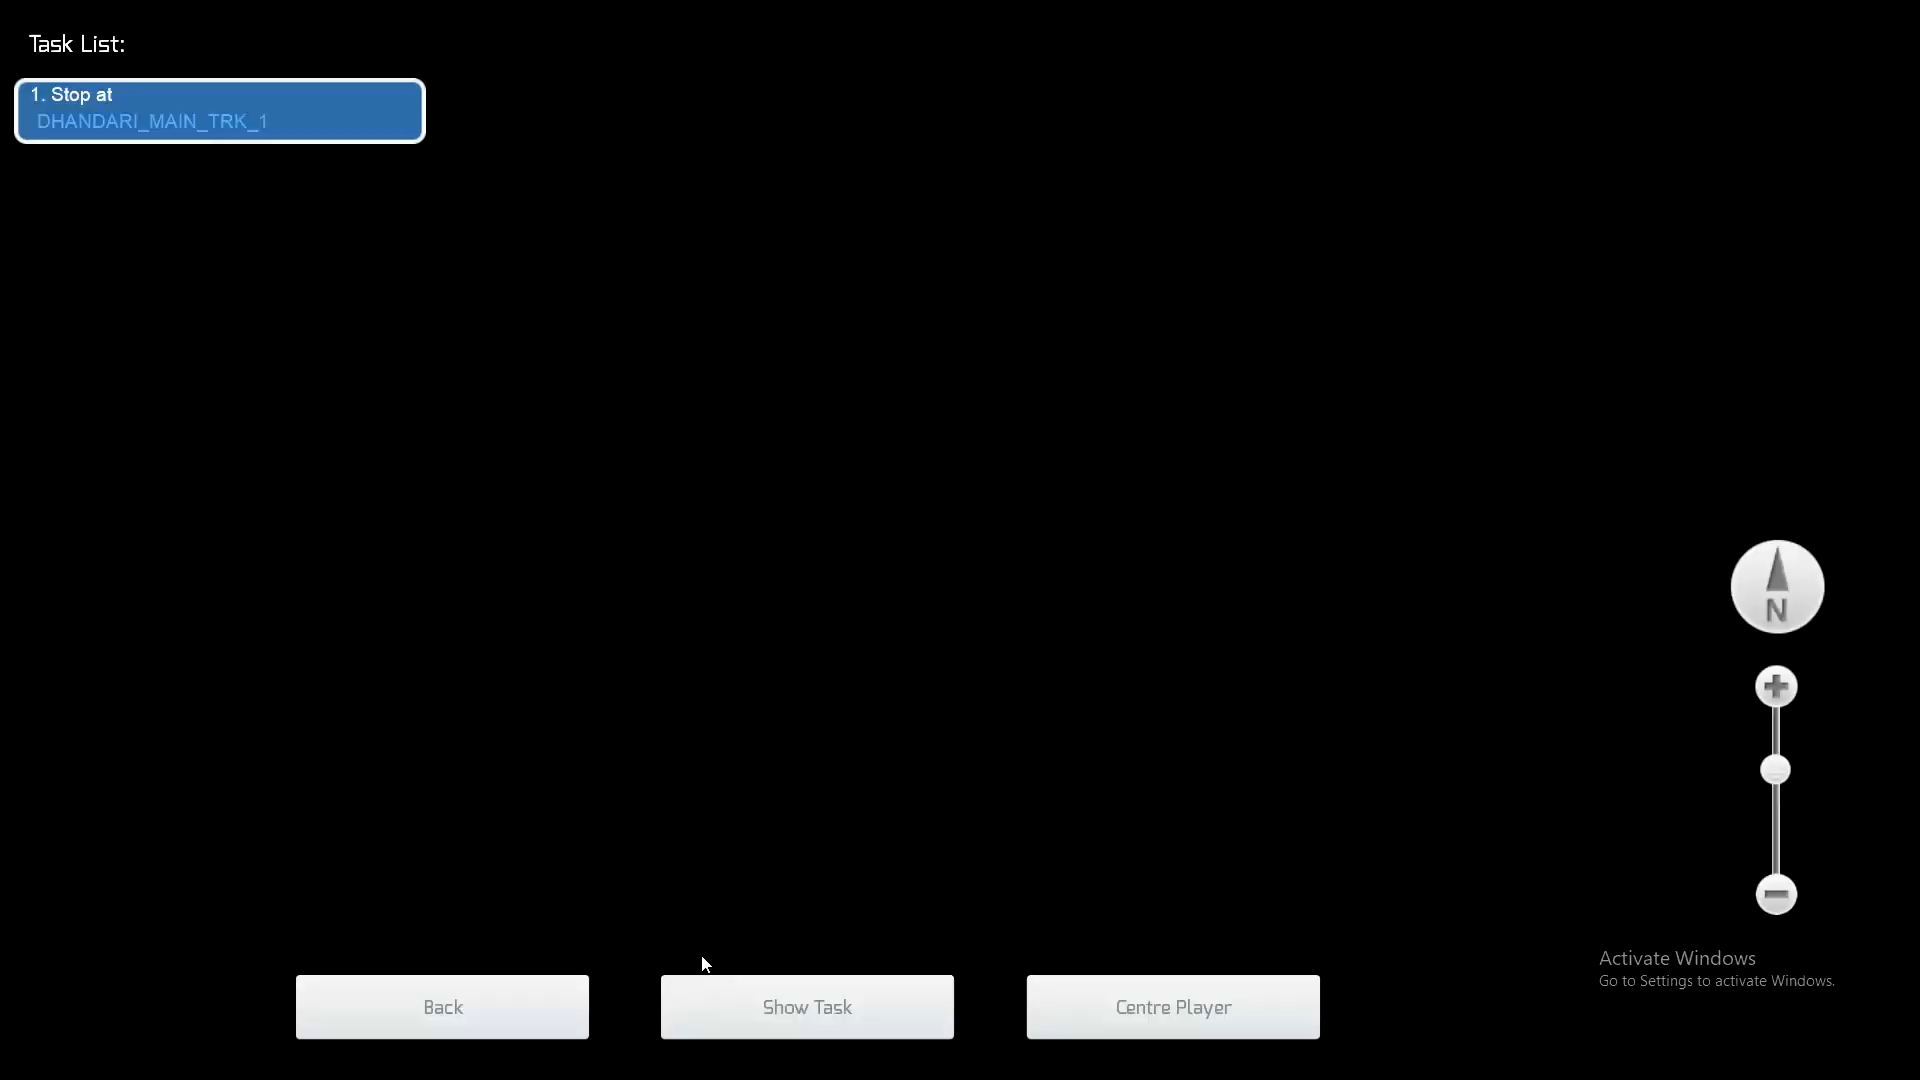 Task List:
1. Stop at
DHANDARI_MAIN_TRK_1
N
Activate Windows
Go to Settings to activate Windows.
Back
Show Task
Centre Player